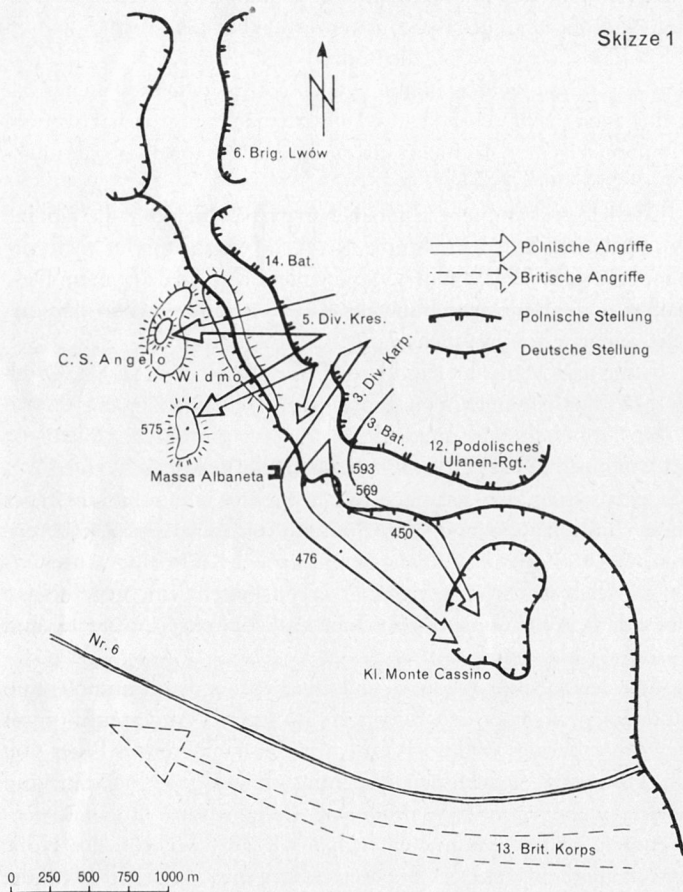 Skizze 1
N
6. Brig. Lwów
14. Bat.
Polnische Angriffe
Britische Angriffe
5. Div. Kres.
Polnische Stellung
Deutsche Stellung
C. S. Angelo
Widmo
3. Div. Karp.
575
3. Bat.
12. Podolisches
Ulanen-Rgt.
593
Massa Albaneta
569
450
476
Nr. 6
Kl. Monte Cassino
13. Brit. Korps
0 250 500 750 1000 m